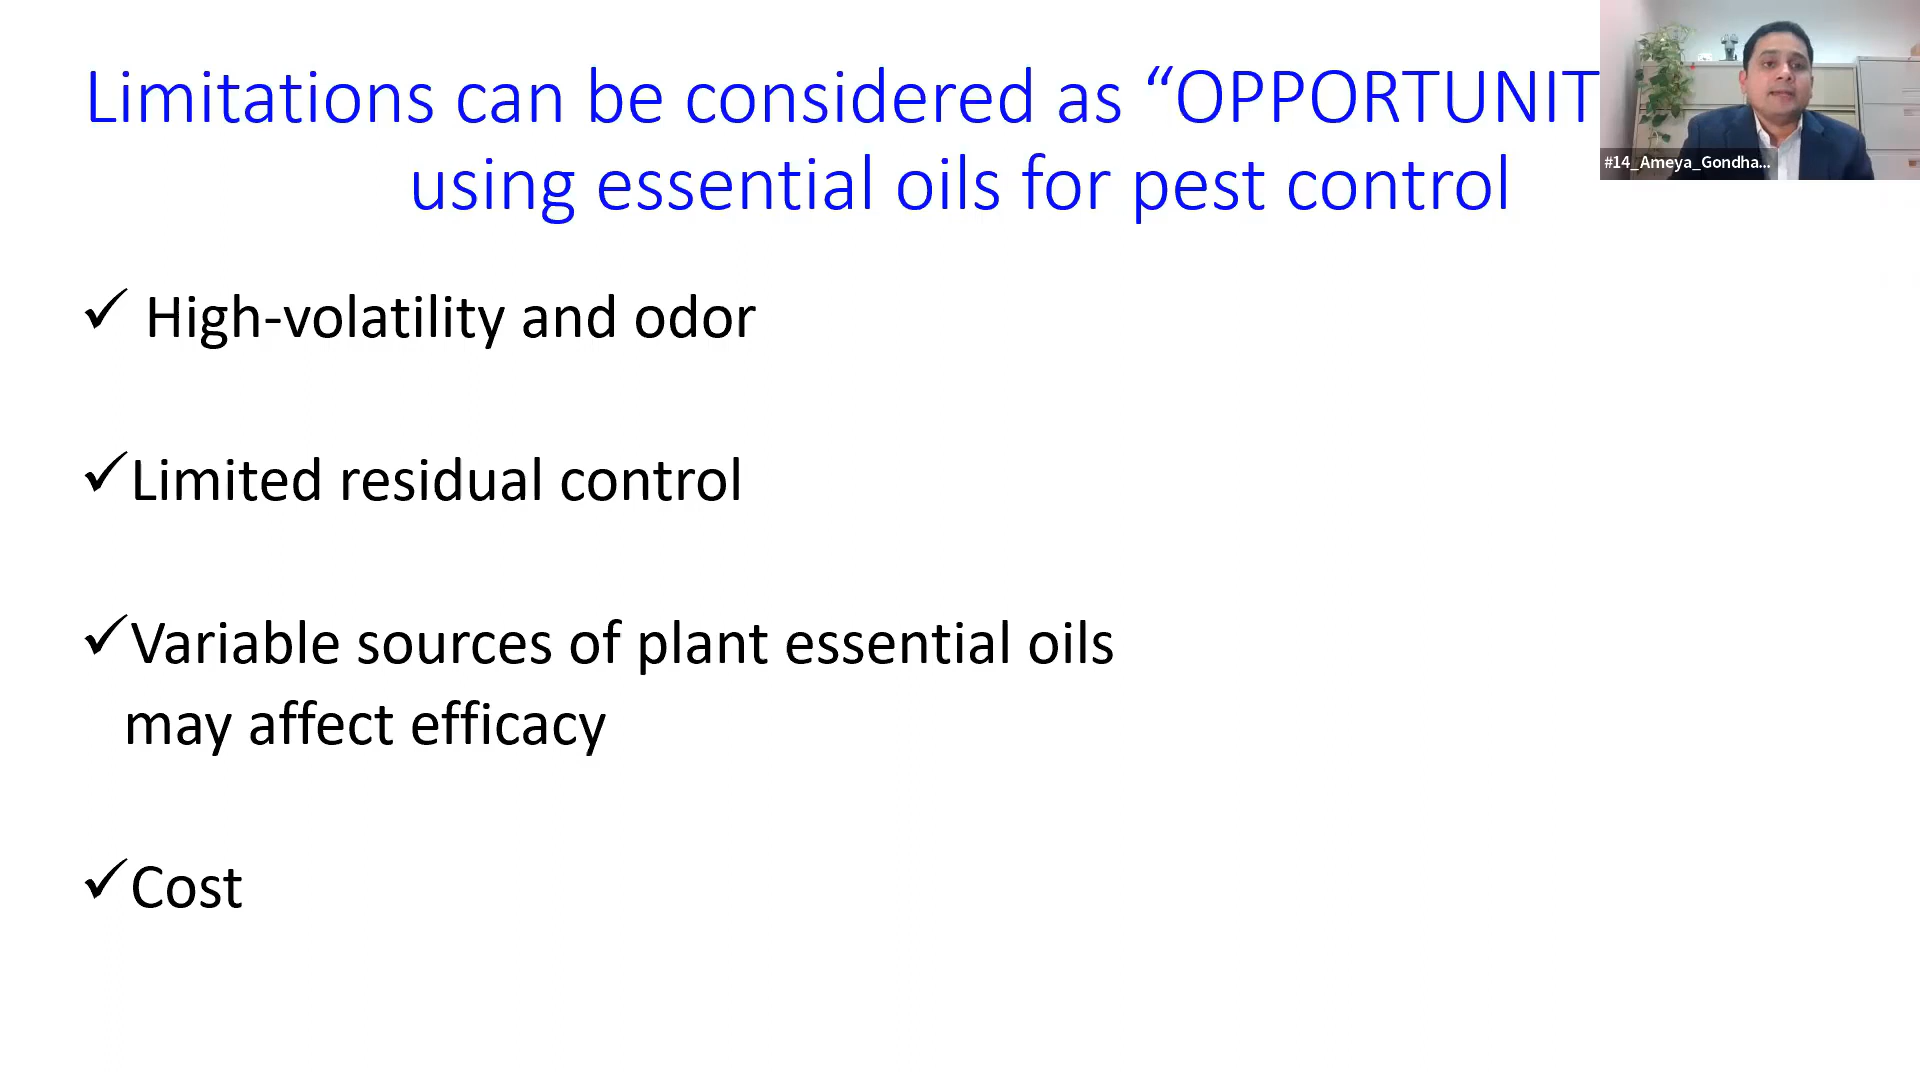 Limitations can be considered as “OPPORTUNIT
using essential oils for pest control
#14_Ameya_Gondha...
✓ High-volatility and odor
✓Limited residual control
✓Variable sources of plant essential oils
may affect efficacy
✓Cost